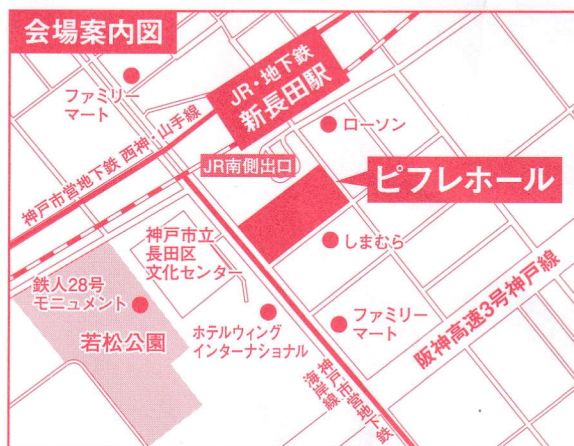 会場案内図
ファミリー
マート
JR・地下鉄
新長田駅
ローソン
神戸市営地下鉄 西神・山手線
JR南側出口
ピフレホール
神戸市立
長田区
文化センター
しまむら
鉄人28号
モニュメント
若松公園
ホテルウィング
インターナショナル
ファミリー
マート
阪神高速3号神戸線
神戸市営地下鉄
海岸線